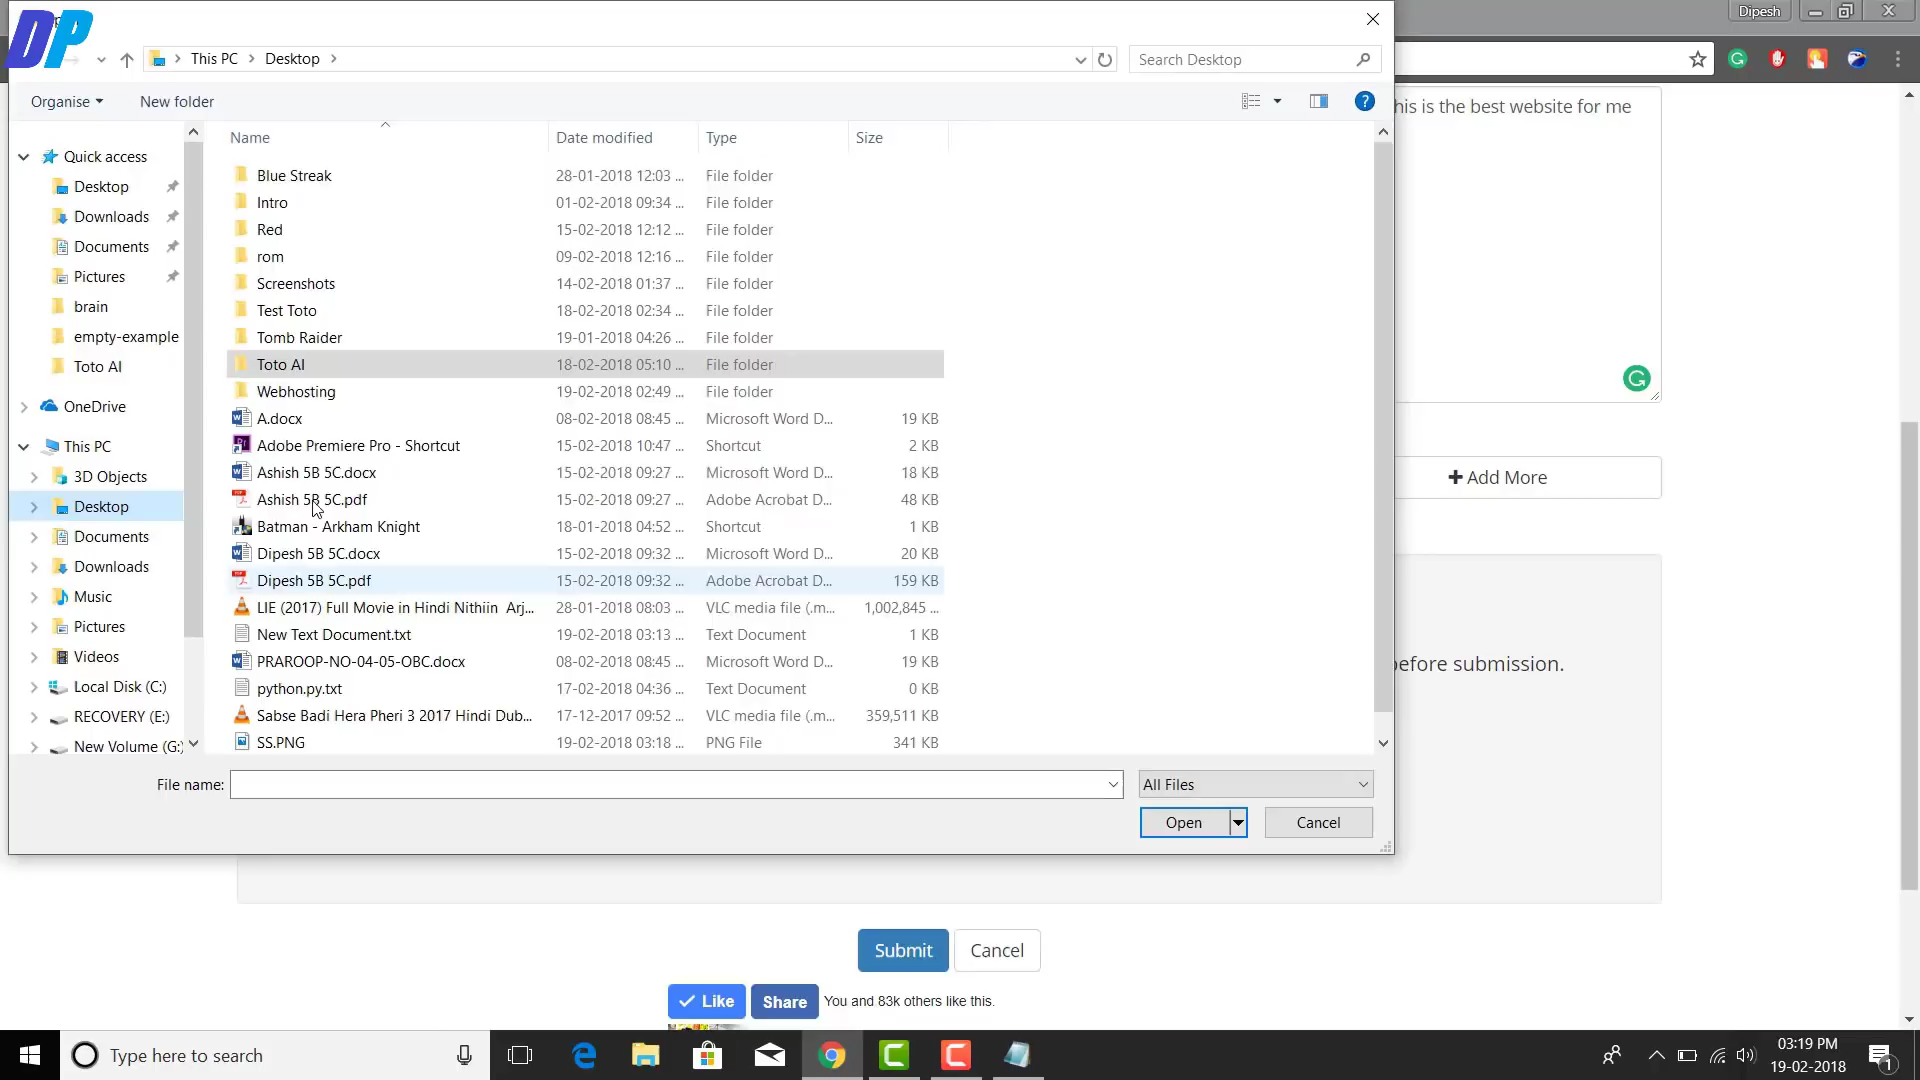 DP
Dipesh
This PC
Desktop
Search Desktop
Organise
New folder
his is the best website for me
Name
Date modified
Type
Size
Quick access
Desktop
Downloads
Documents
Pictures
brain
empty-example
Toto AI
OneDrive
This PC
3D Objects
Desktop
Documents
Downloads
Music
Pictures
Videos
Local Disk (C:)
RECOVERY (E:)
New Volume (G:)
Blue Streak 28-01-2018 12:03 ... File folder
Intro 01-02-2018 09:34 ... File folder
Red 15-02-2018 12:12 ... File folder
rom 09-02-2018 12:16 ... File folder
Screenshots 14-02-2018 01:37 ... File folder
Test Toto 18-02-2018 02:34 ... File folder
Tomb Raider 19-01-2018 04:26 ... File folder
Toto AI 18-02-2018 05:10 ... File folder
Webhosting 19-02-2018 02:49 ... File folder
A.docx 08-02-2018 08:45 ... Microsoft Word D... 19 KB
Adobe Premiere Pro - Shortcut 15-02-2018 10:47 ... Shortcut 2 KB
Ashish 5B 5C.docx 15-02-2018 09:27 ... Microsoft Word D... 18 KB
Ashish 5B 5C.pdf 15-02-2018 09:27 ... Adobe Acrobat D... 48 KB
Batman - Arkham Knight 18-01-2018 04:52 ... Shortcut 1 KB
Dipesh 5B 5C.docx 15-02-2018 09:32 ... Microsoft Word D... 20 KB
Dipesh 5B 5C.pdf 15-02-2018 09:32 ... Adobe Acrobat D... 159 KB
LIE (2017) Full Movie in Hindi Nithiin Arj... 28-01-2018 08:03 ... VLC media file (.m... 1,002,845 ...
New Text Document.txt 19-02-2018 03:13 ... Text Document 1 KB
PRAROOP-NO-04-05-OBC.docx 08-02-2018 08:45 ... Microsoft Word D... 19 KB
python.py.txt 17-02-2018 04:36 ... Text Document 0 KB
Sabse Badi Hera Pheri 3 2017 Hindi Dub... 17-12-2017 09:52 ... VLC media file (.m... 359,511 KB
SS.PNG 19-02-2018 03:18 ... PNG File 341 KB
Add More
before submission.
File name:
All Files
Open
Cancel
Submit
Cancel
Like
Share
You and 83k others like this.
Type here to search
03:19 PM
19-02-2018
1